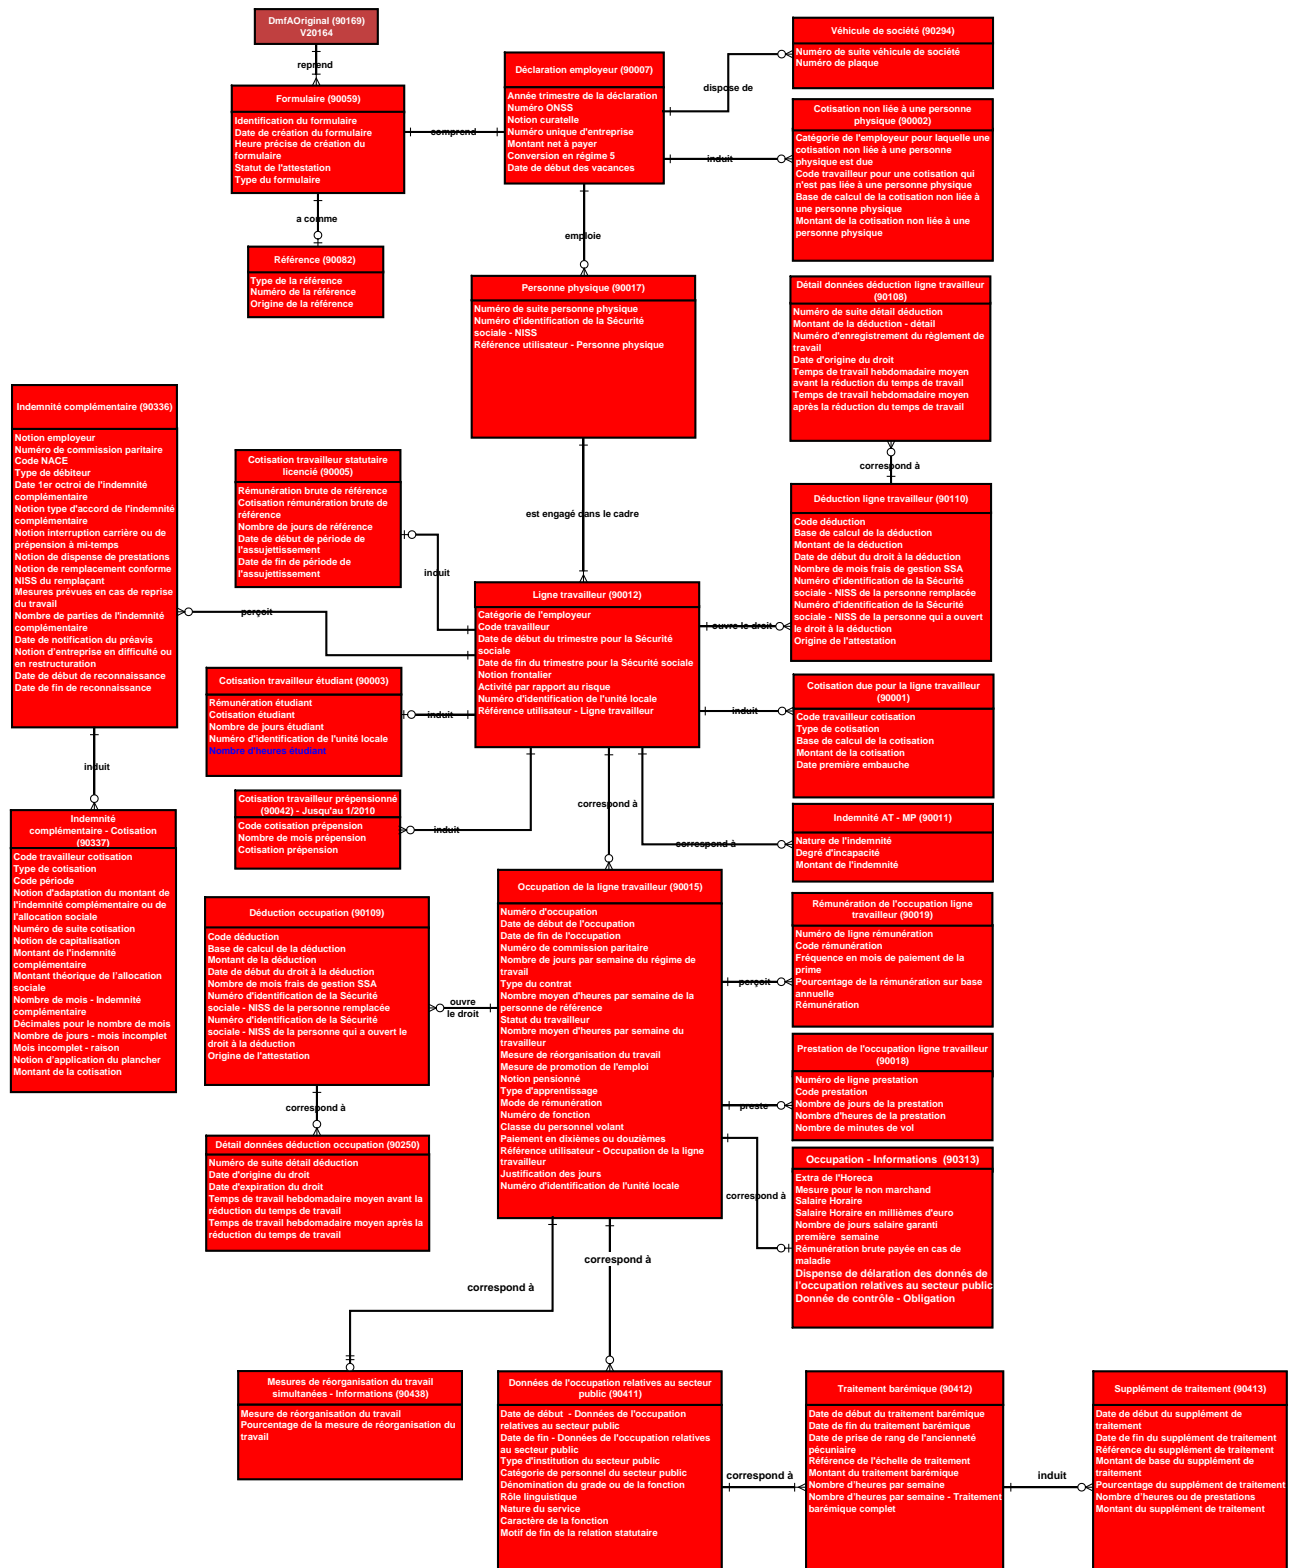 DmfAOriginal (90169)
V20164
reprend
Formulaire (90059)
Identification du formulaire
Date de création du formulaire
Heure précise de création du
formulaire
Statut de l'attestation
Type du formulaire
comprend
Déclaration employeur (90007)
Année trimestre de la déclaration
Numéro ONSS
Notion curatelle
Numéro unique d'entreprise
Montant net à payer
Conversion en régime 5
Date de début des vacances
dispose de
Véhicule de société (90294)
Numéro de suite véhicule de société
Numéro de plaque
induit
Cotisation non liée à une personne
physique (90002)
Catégorie de l'employeur pour laquelle une
cotisation non liée à une personne
physique est due
Code travailleur pour une cotisation qui
n'est pas liée à une personne physique
Base de calcul de la cotisation non liée à
une personne physique
Montant de la cotisation non liée à une
personne physique
a comme
Référence (90082)
Type de la référence
Numéro de la référence
Origine de la référence
emploie
Personne physique (90017)
Numéro de suite personne physique
Numéro d'identification de la Sécurité
sociale - NISS
Référence utilisateur - Personne physique
Détail données déduction ligne travailleur
(90108)
Numéro de suite détail déduction
Montant de la déduction - détail
Numéro d'enregistrement du règlement de
travail
Date d'origine du droit
Temps de travail hebdomadaire moyen
avant la réduction du temps de travail
Temps de travail hebdomadaire moyen
après la réduction du temps de travail
correspond à
Indemnité complémentaire (90336)
Notion employeur
Numéro de commission paritaire
Code NACE
Type de débiteur
Date 1er octroi de l'indemnité
complémentaire
Notion type d'accord de l'indemnité
complémentaire
Notion interruption carrière ou de
prépension à mi-temps
Notion de dispense de prestations
Notion de remplacement conforme
NISS du remplaçant
Mesures prévues en cas de reprise
du travail
Nombre de parties de l'indemnité
complémentaire
Date de notification du préavis
Notion d'entreprise en difficulté ou
en restructuration
Date de début de reconnaissance
Date de fin de reconnaissance
Cotisation travailleur statutaire
licencié (90005)
Rémunération brute de référence
Cotisation rémunération brute de
référence
Nombre de jours de référence
Date de début de période de
l'assujettissement
Date de fin de période de
l'assujettissement
induit
est engagé dans le cadre
Déduction ligne travailleur (90110)
Code déduction
Base de calcul de la déduction
Montant de la déduction
Date de début du droit à la déduction
Nombre de mois frais de gestion SSA
Numéro d'identification de la Sécurité
sociale - NISS de la personne remplacée
Numéro d'identification de la Sécurité
sociale - NISS de la personne qui a ouvert
le droit à la déduction
Origine de l'attestation
perçoit
Ligne travailleur (90012)
Catégorie de l'employeur
Code travailleur
Date de début du trimestre pour la Sécurité
sociale
Date de fin du trimestre pour la Sécurité sociale
Notion frontalier
Activité par rapport au risque
Numéro d'identification de l'unité locale
Référence utilisateur - Ligne travailleur
ouvre le droit
Cotisation travailleur étudiant (90003)
Rémunération étudiant
Cotisation étudiant
Nombre de jours étudiant
Numéro d'identification de l'unité locale
Nombre d'heures étudiant
induit
induit
Cotisation due pour la ligne travailleur
(90001)
Code travailleur cotisation
Type de cotisation
Base de calcul de la cotisation
Montant de la cotisation
Date première embauche
induit
Cotisation travailleur prépensionné
(90042) - Jusqu'au 1/2010
Code cotisation prépension
Nombre de mois prépension
Cotisation prépension
induit
correspond à
correspond à
Indemnité AT - MP (90011)
Nature de l'indemnité
Degré d'incapacité
Montant de l'indemnité
Indemnité
complémentaire - Cotisation
(90337)
Code travailleur cotisation
Type de cotisation
Code période
Notion d'adaptation du montant de
l'indemnité complémentaire ou de
l'allocation sociale
Numéro de suite cotisation
Notion de capitalisation
Montant de l'indemnité
complémentaire
Montant théorique de l'allocation
sociale
Nombre de mois - Indemnité
complémentaire
Décimales pour le nombre de mois
Nombre de jours - mois incomplet
Mois incomplet - raison
Notion d'application du plancher
Montant de la cotisation
Déduction occupation (90109)
Code déduction
Base de calcul de la déduction
Montant de la déduction
Date de début du droit à la déduction
Nombre de mois frais de gestion SSA
Numéro d'identification de la Sécurité
sociale - NISS de la personne remplacée
Numéro d'identification de la Sécurité
sociale - NISS de la personne qui a ouvert le
droit à la déduction
Origine de l'attestation
ouvre
le droit
Occupation de la ligne travailleur (90015)
Numéro d'occupation
Date de début de l'occupation
Date de fin de l'occupation
Numéro de commission paritaire
Nombre de jours par semaine du régime de
travail
Type du contrat
Nombre moyen d'heures par semaine de la
personne de référence
Statut du travailleur
Nombre moyen d'heures par semaine du
travailleur
Mesure de réorganisation du travail
Mesure de promotion de l'emploi
Notion pensionné
Type d'apprentissage
Mode de rémunération
Numéro de fonction
Classe du personnel volant
Paiement en dixièmes ou douzièmes
Référence utilisateur - Occupation de la ligne
travailleur
Justification des jours
Numéro d'identification de l'unité locale
perçoit
Rémunération de l'occupation ligne
travailleur (90019)
Numéro de ligne rémunération
Code rémunération
Fréquence en mois de paiement de la
prime
Pourcentage de la rémunération sur base
annuelle
Rémunération
preste
Prestation de l'occupation ligne travailleur
(90018)
Numéro de ligne prestation
Code prestation
Nombre de jours de la prestation
Nombre d'heures de la prestation
Nombre de minutes de vol
correspond à
Détail données déduction occupation (90250)
Numéro de suite détail déduction
Date d'origine du droit
Date d'expiration du droit
Temps de travail hebdomadaire moyen avant la
réduction du temps de travail
Temps de travail hebdomadaire moyen après la
réduction du temps de travail
correspond à
Occupation - Informations (90313)
Extra de l'Horeca
Mesure pour le non marchand
Salaire Horaire
Salaire Horaire en millièmes d'euro
Nombre de jours salaire garanti
première semaine
Rémunération brute payée en cas de
maladie
Dispense de délaration des donnés de
l'occupation relatives au secteur public
Donnée de contrôle - Obligation
correspond à
correspond à
Mesures de réorganisation du travail
simultanées - Informations (90438)
Mesure de réorganisation du travail
Pourcentage de la mesure de réorganisation du
travail
Données de l'occupation relatives au secteur
public (90411)
Date de début - Données de l'occupation
relatives au secteur public
Date de fin - Données de l'occupation relatives
au secteur public
Type d'institution du secteur public
Catégorie de personnel du secteur public
Dénomination du grade ou de la fonction
Rôle linguistique
Nature du service
Caractère de la fonction
Motif de fin de la relation statutaire
correspond à
Traitement barémique (90412)
Date de début du traitement barémique
Date de fin du traitement barémique
Date de prise de rang de l'ancienneté
pécuniaire
Référence de l'échelle de traitement
Montant du traitement barémique
Nombre d'heures par semaine
Nombre d'heures par semaine - Traitement
barémique complet
induit
Supplément de traitement (90413)
Date de début du supplément de
traitement
Date de fin du supplément de traitement
Référence du supplément de traitement
Montant de base du supplément de
traitement
Pourcentage du supplément de traitement
Nombre d'heures ou de prestations
Montant du supplément de traitement